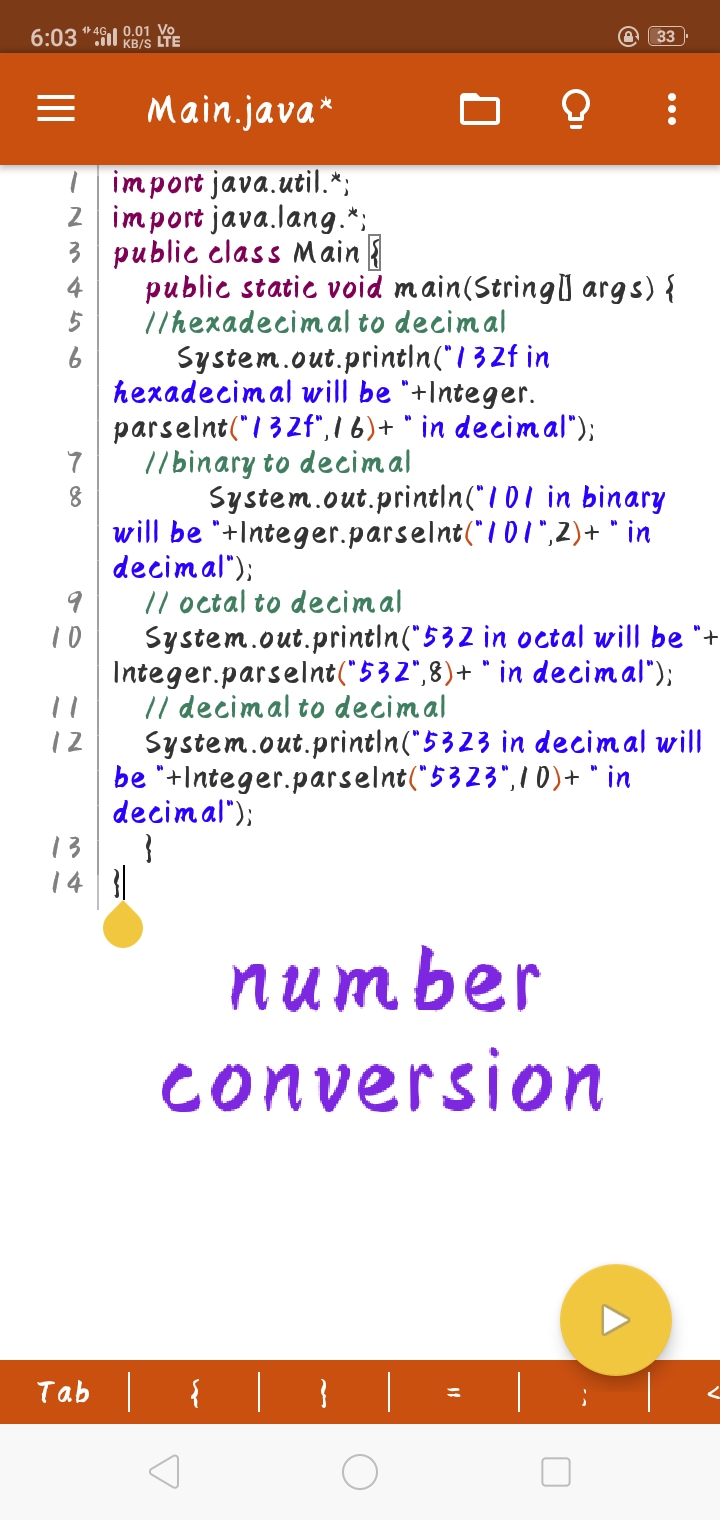 6:03 4G 0.01 KB/S Vo LTE 33
Main.java*
1 import java.util.*;
2 import java.lang.*;
3 public class Main {
4 public static void main(String[] args) {
5 //hexadecimal to decimal
6 System.out.println("132f in
hexadecimal will be "+Integer.
parseInt("132f",16)+ " in decimal");
7 //binary to decimal
8 System.out.println("101 in binary
will be "+Integer.parseInt("101",2)+ " in
decimal");
9 // octal to decimal
10 System.out.println("532 in octal will be "+
Integer.parseInt("532",8)+ " in decimal");
11 // decimal to decimal
12 System.out.println("5323 in decimal will
be "+Integer.parseInt("5323",10)+ " in
decimal");
13 }
14 }
number
conversion
Tab | { | } | = | ; | <